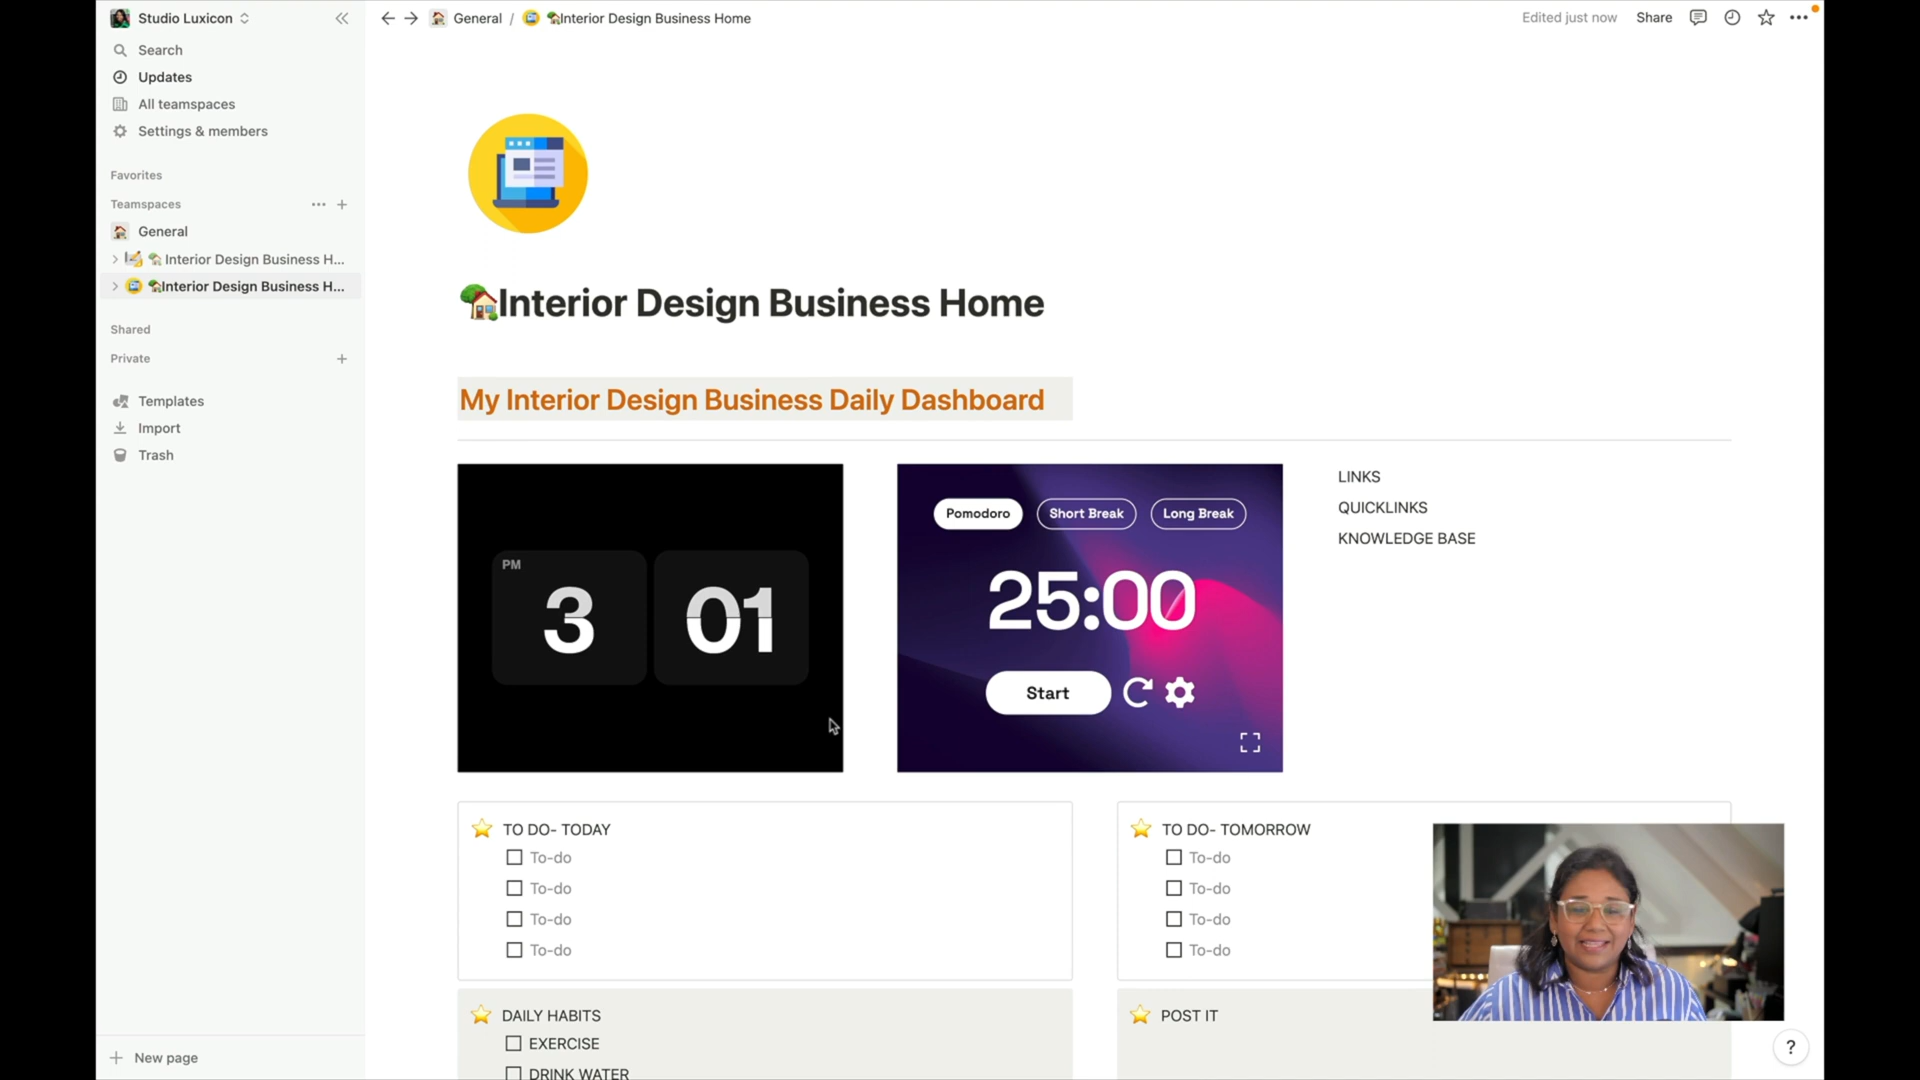 Studio Luxicon
Search
Updates
All teamspaces
Settings & members
Favorites
Teamspaces
General
Interior Design Business H...
Interior Design Business H...
Shared
Private
Templates
Import
Trash
New page
General / Interior Design Business Home
Edited just now
Share
Interior Design Business Home
My Interior Design Business Daily Dashboard
PM
3 01
Pomodoro
Short Break
Long Break
25:00
Start
LINKS
QUICKLINKS
KNOWLEDGE BASE
TO DO- TODAY
To-do
To-do
To-do
To-do
TO DO- TOMORROW
To-do
To-do
To-do
To-do
DAILY HABITS
EXERCISE
DRINK WATER
POST IT
?